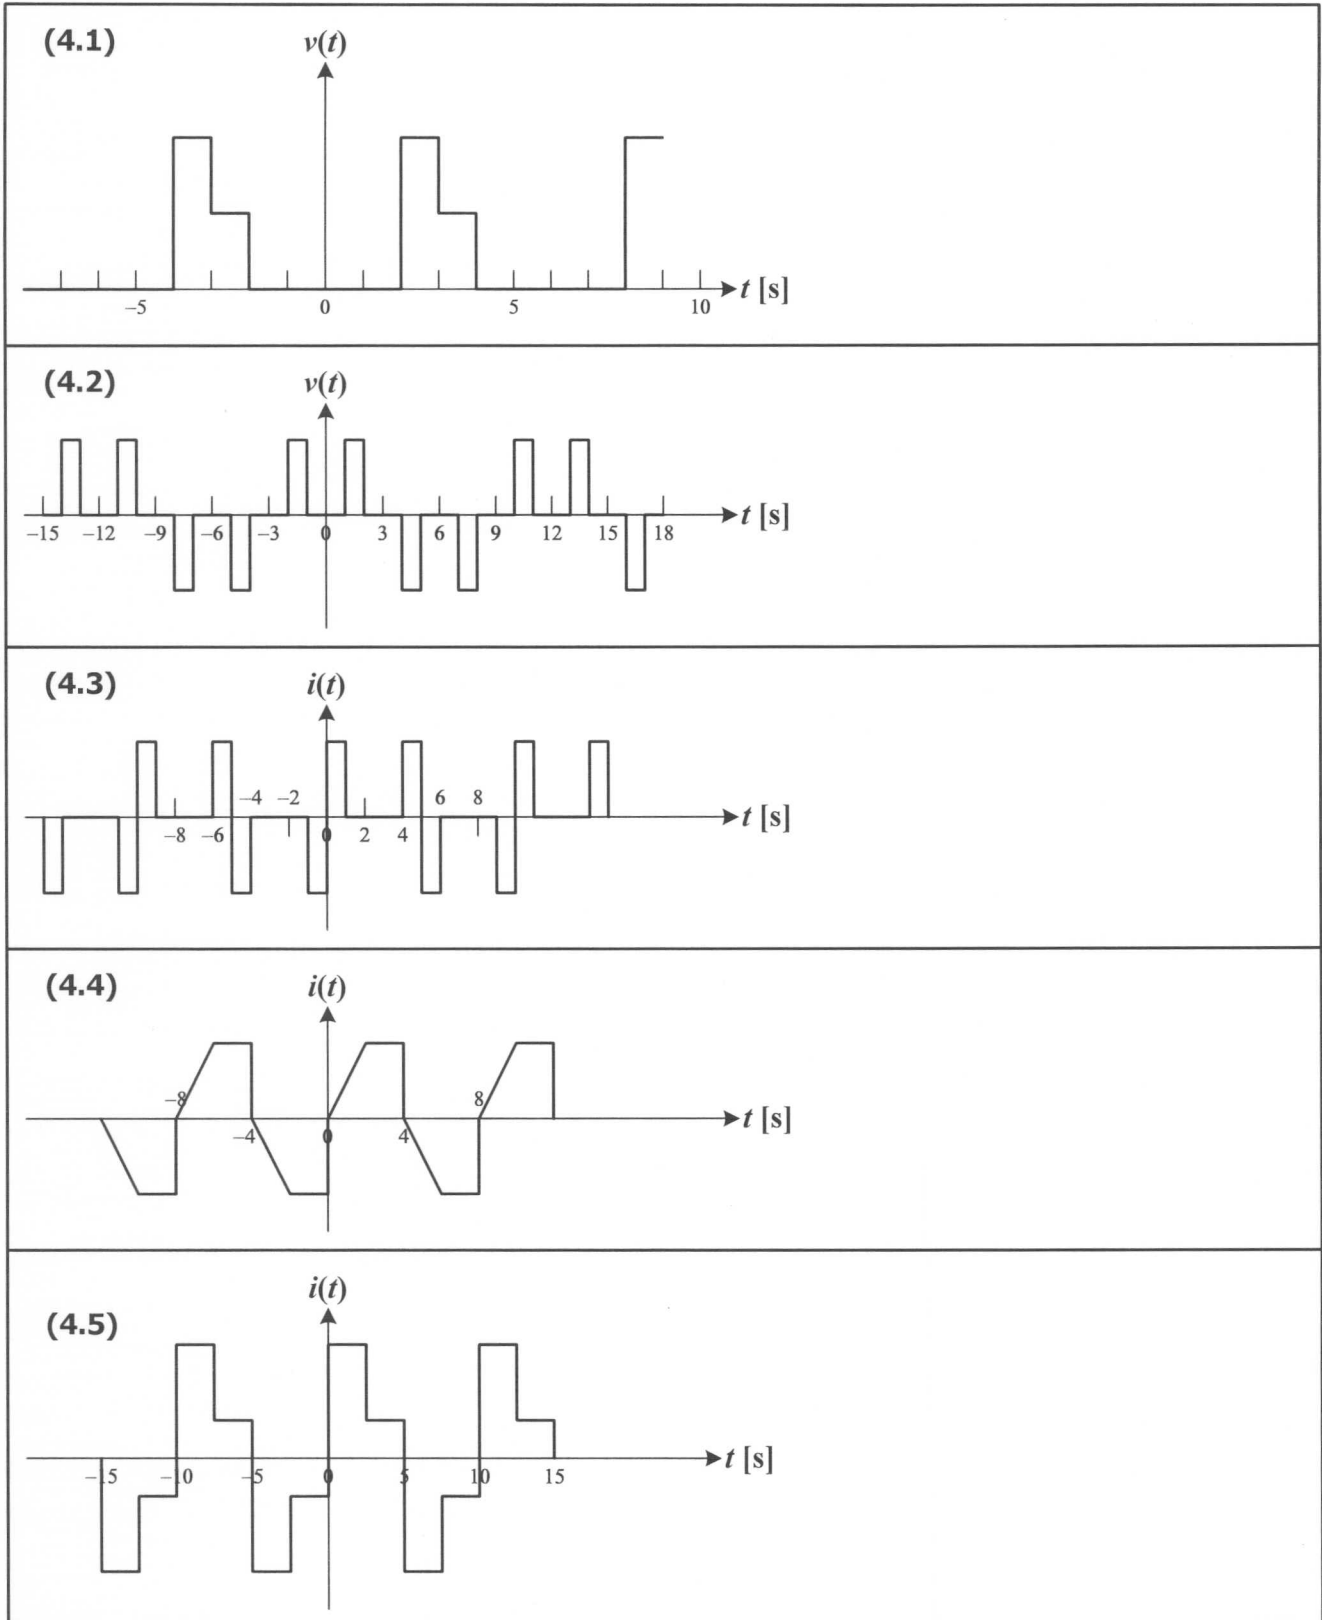 (4.1)
v(t)
t [s]
−5 0 5 10
(4.2)
v(t)
t [s]
−15 −12 −9 −6 −3 0 3 6 9 12 15 18
(4.3)
i(t)
−4 −2 6 8
t [s]
−8 −6 0 2 4
(4.4)
i(t)
−8 8
t [s]
−4 0 4
(4.5)
i(t)
t [s]
−15 −10 −5 0 5 10 15